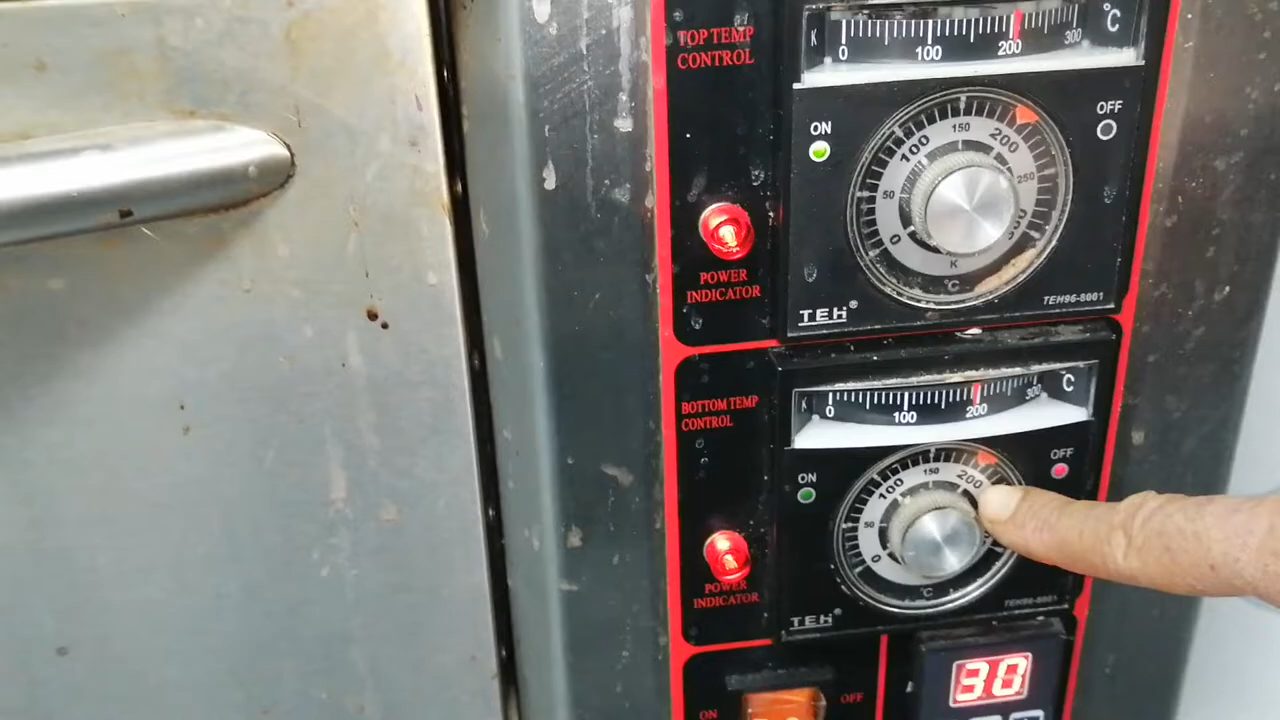 TOP TEMP
CONTROL
K 0 100 200 300 °C
ON
OFF
0 50 100 150 200 250 300
K
°C
POWER
INDICATOR
TEH®
TEH96-8001
BOTTOM TEMP
CONTROL
K 0 100 200 300 °C
ON
OFF
0 50 100 150 200
°C
POWER
INDICATOR
TEH®
TEH96-8001
ON
OFF
30